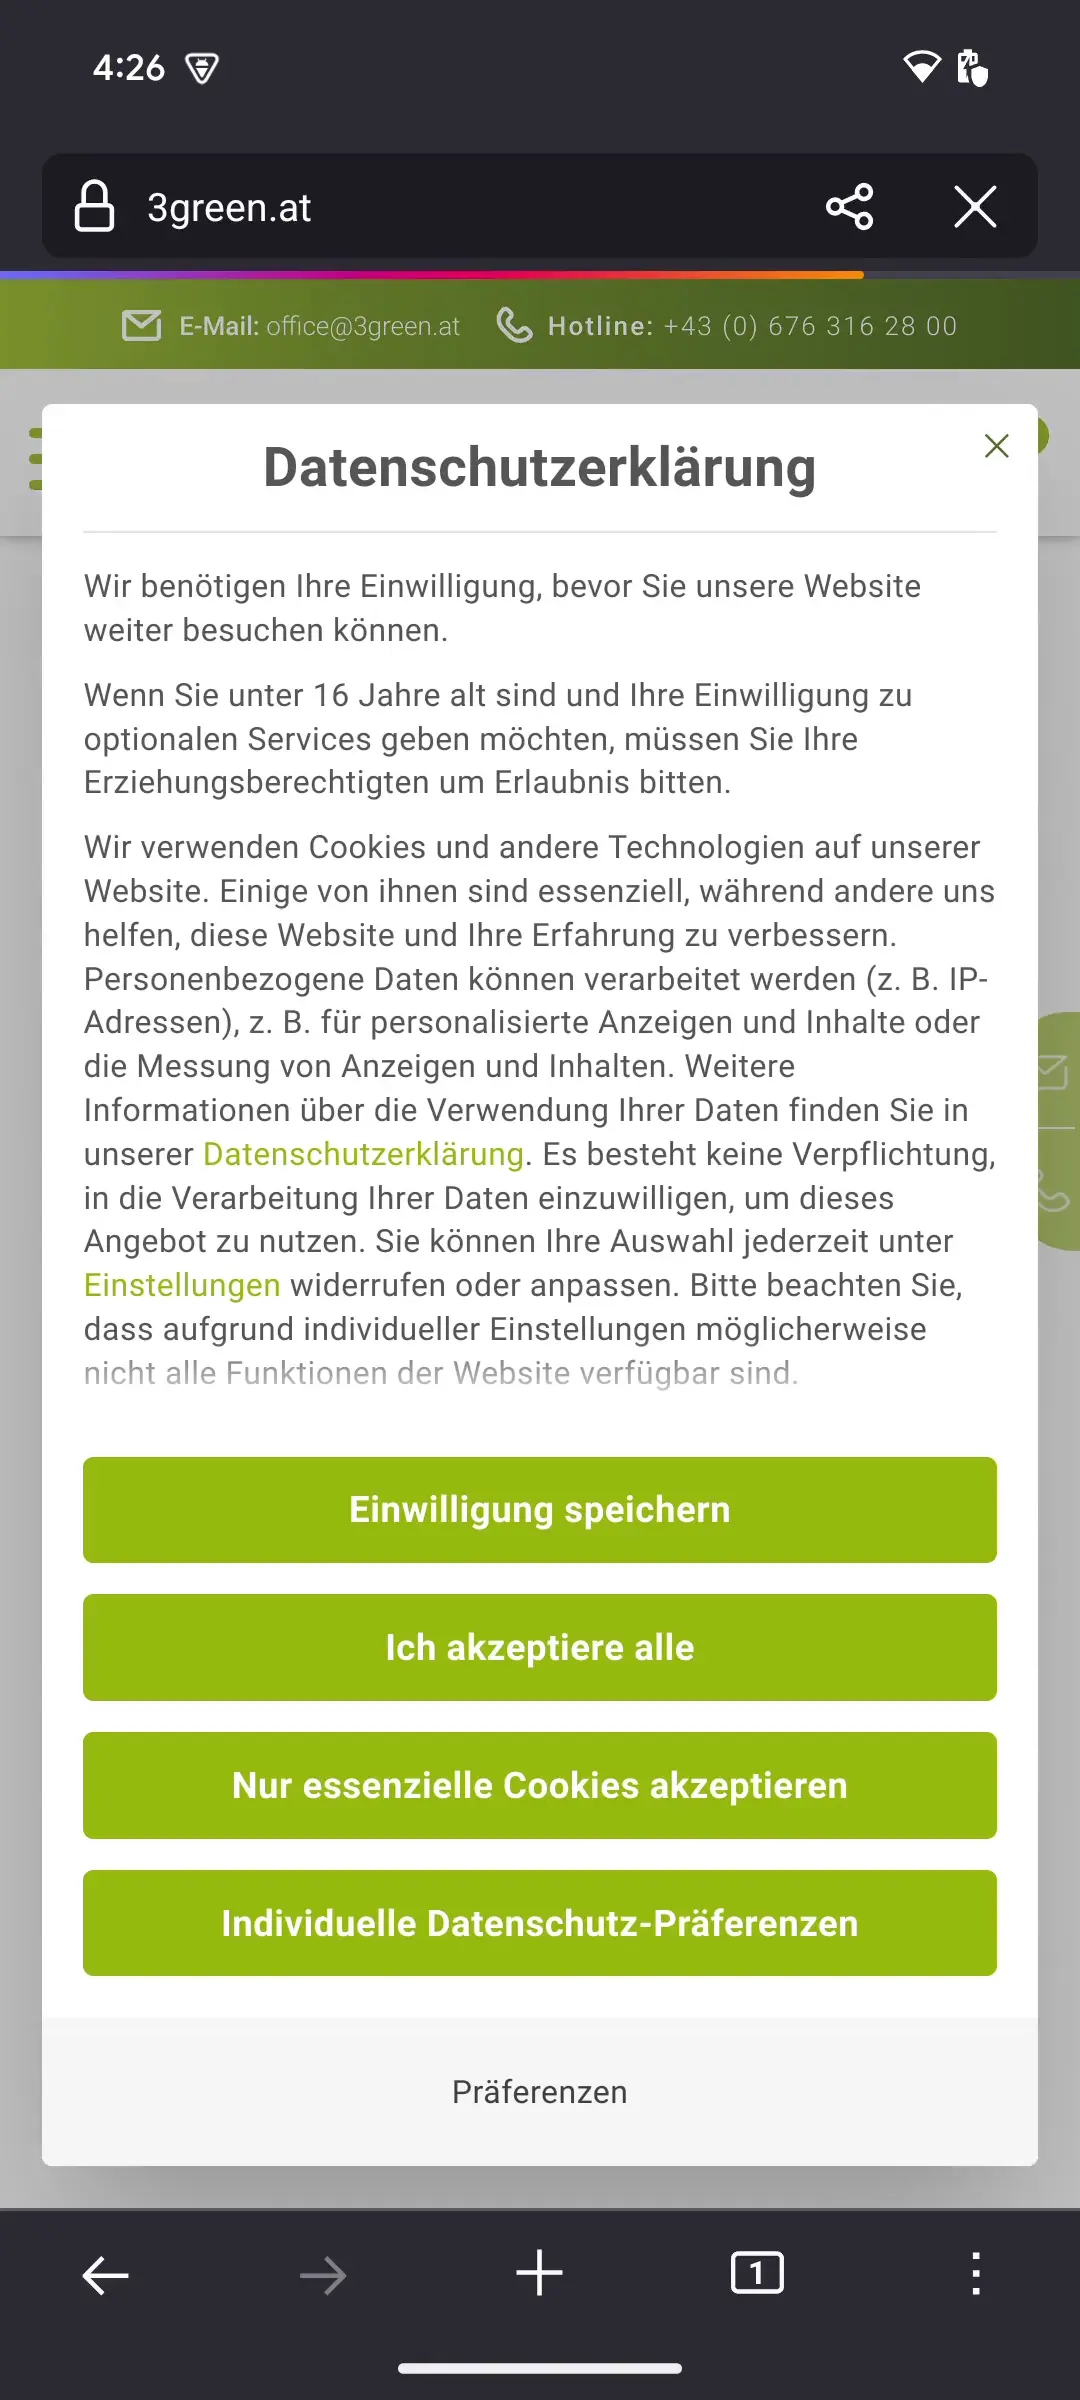 4:26
3green.at
E-Mail: office@3green.at Hotline: +43 (0) 676 316 28 00
Datenschutzerklärung
Wir benötigen Ihre Einwilligung, bevor Sie unsere Website
weiter besuchen können.
Wenn Sie unter 16 Jahre alt sind und Ihre Einwilligung zu
optionalen Services geben möchten, müssen Sie Ihre
Erziehungsberechtigten um Erlaubnis bitten.
Wir verwenden Cookies und andere Technologien auf unserer
Website. Einige von ihnen sind essenziell, während andere uns
helfen, diese Website und Ihre Erfahrung zu verbessern.
Personenbezogene Daten können verarbeitet werden (z. B. IP-
Adressen), z. B. für personalisierte Anzeigen und Inhalte oder
die Messung von Anzeigen und Inhalten. Weitere
Informationen über die Verwendung Ihrer Daten finden Sie in
unserer Datenschutzerklärung. Es besteht keine Verpflichtung,
in die Verarbeitung Ihrer Daten einzuwilligen, um dieses
Angebot zu nutzen. Sie können Ihre Auswahl jederzeit unter
Einstellungen widerrufen oder anpassen. Bitte beachten Sie,
dass aufgrund individueller Einstellungen möglicherweise
nicht alle Funktionen der Website verfügbar sind.
Einwilligung speichern
Ich akzeptiere alle
Nur essenzielle Cookies akzeptieren
Individuelle Datenschutz-Präferenzen
Präferenzen
1